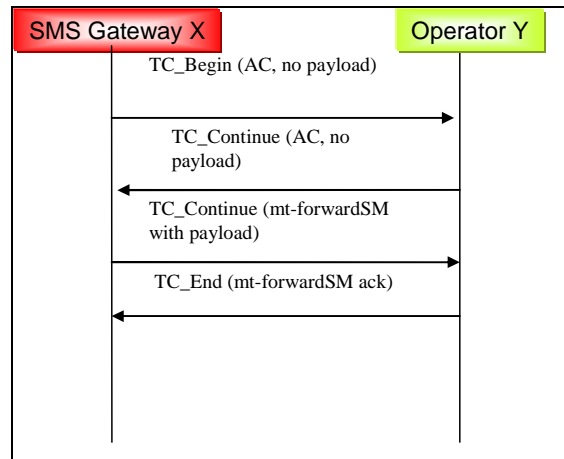 SMS Gateway X
Operator Y
TC_Begin (AC, no payload)
TC_Continue (AC, no
payload)
TC_Continue (mt-forwardSM
with payload)
TC_End (mt-forwardSM ack)